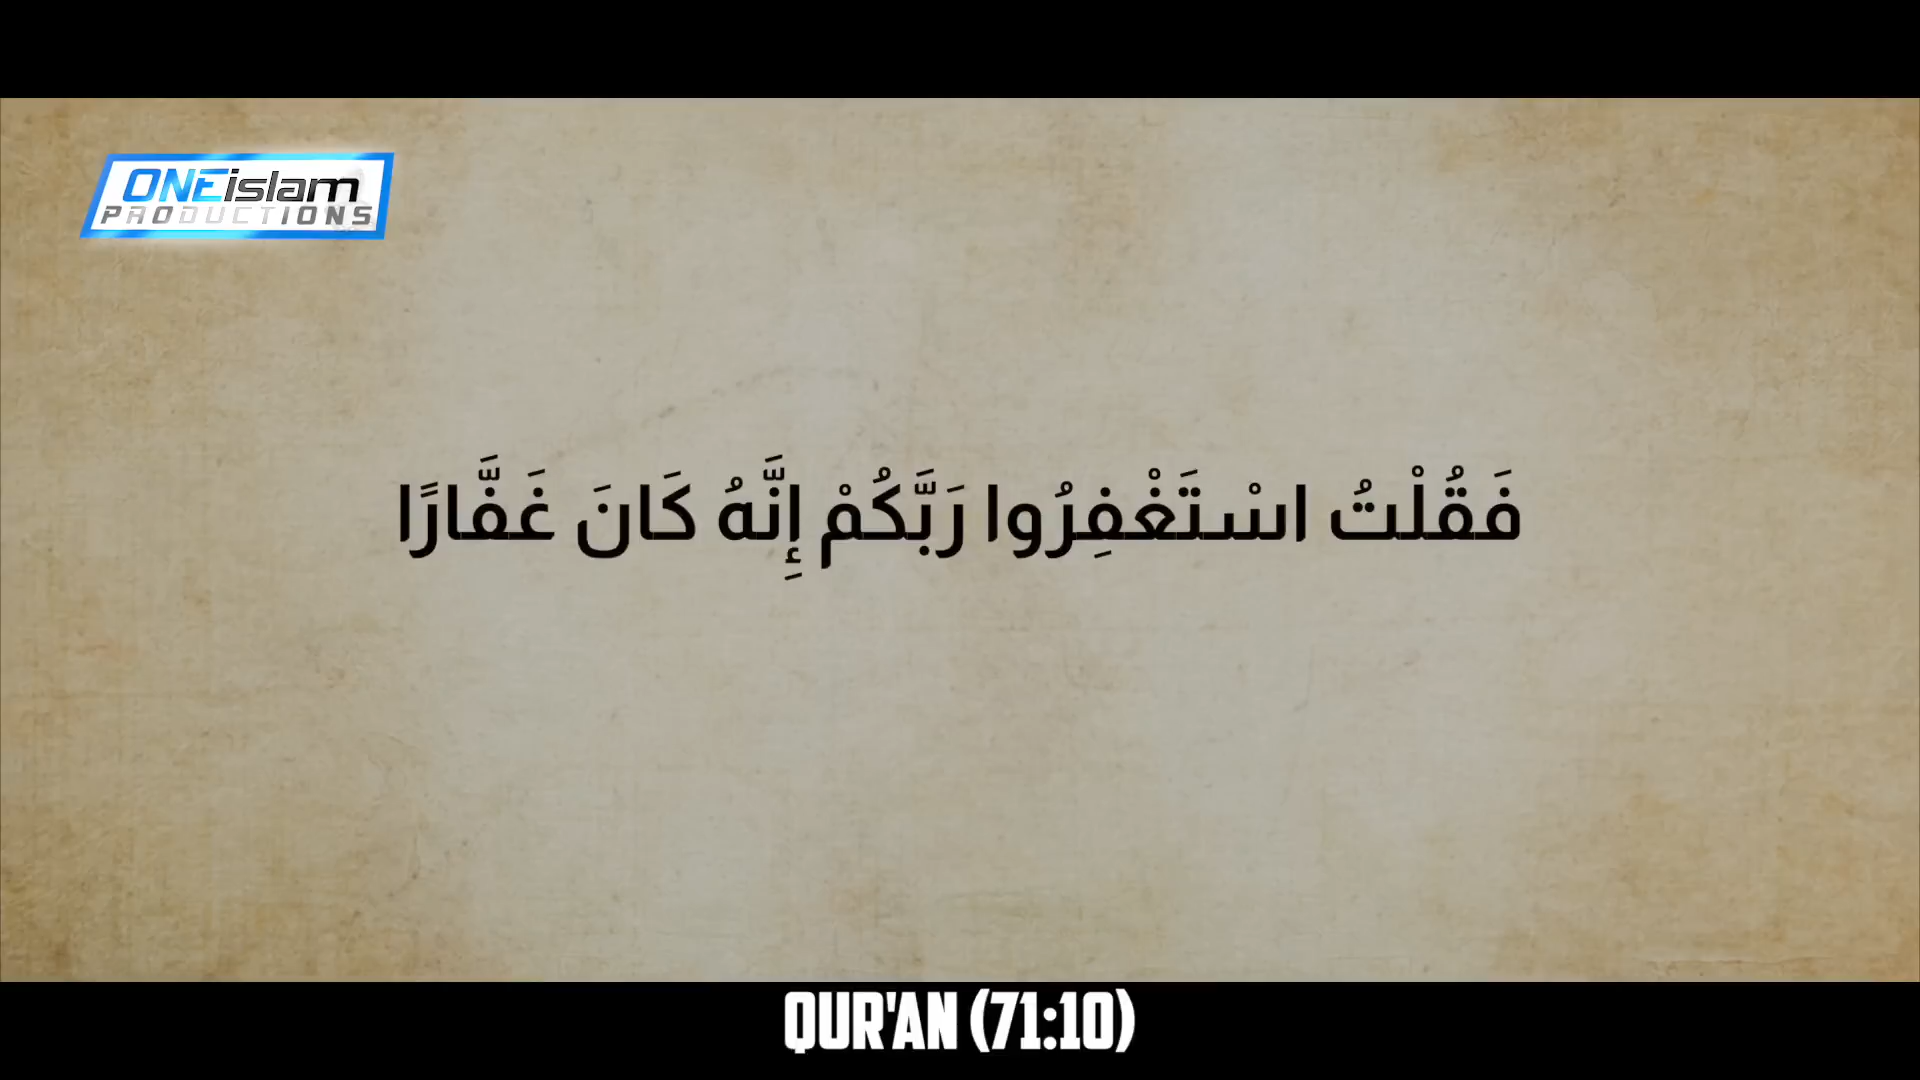 ONEislam
PRODUCTIONS
فَقُلْتُ اسْتَغْفِرُوا رَبَّكُمْ إِنَّهُ كَانَ غَفَّارًا
QUR'AN (71:10)